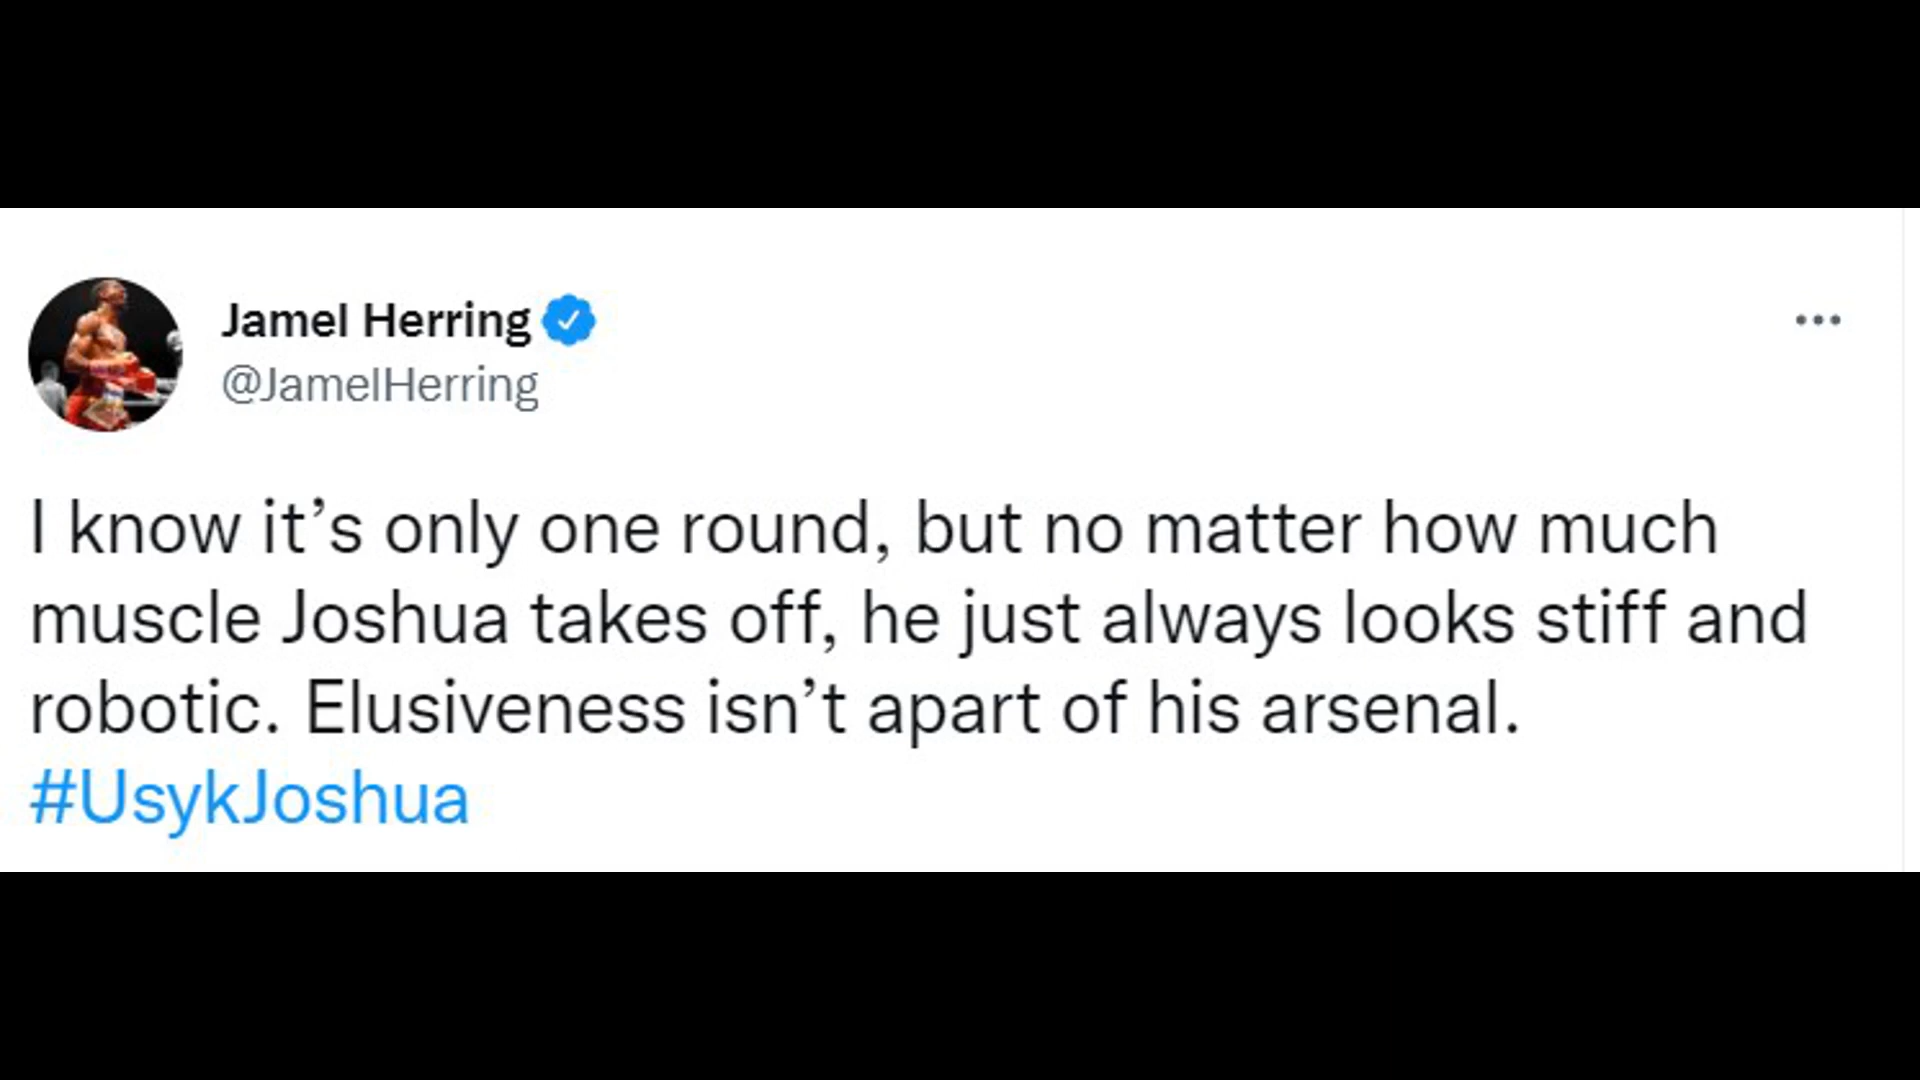 Jamel Herring
@JamelHerring
I know it’s only one round, but no matter how much
muscle Joshua takes off, he just always looks stiff and
robotic. Elusiveness isn’t apart of his arsenal.
#UsykJoshua